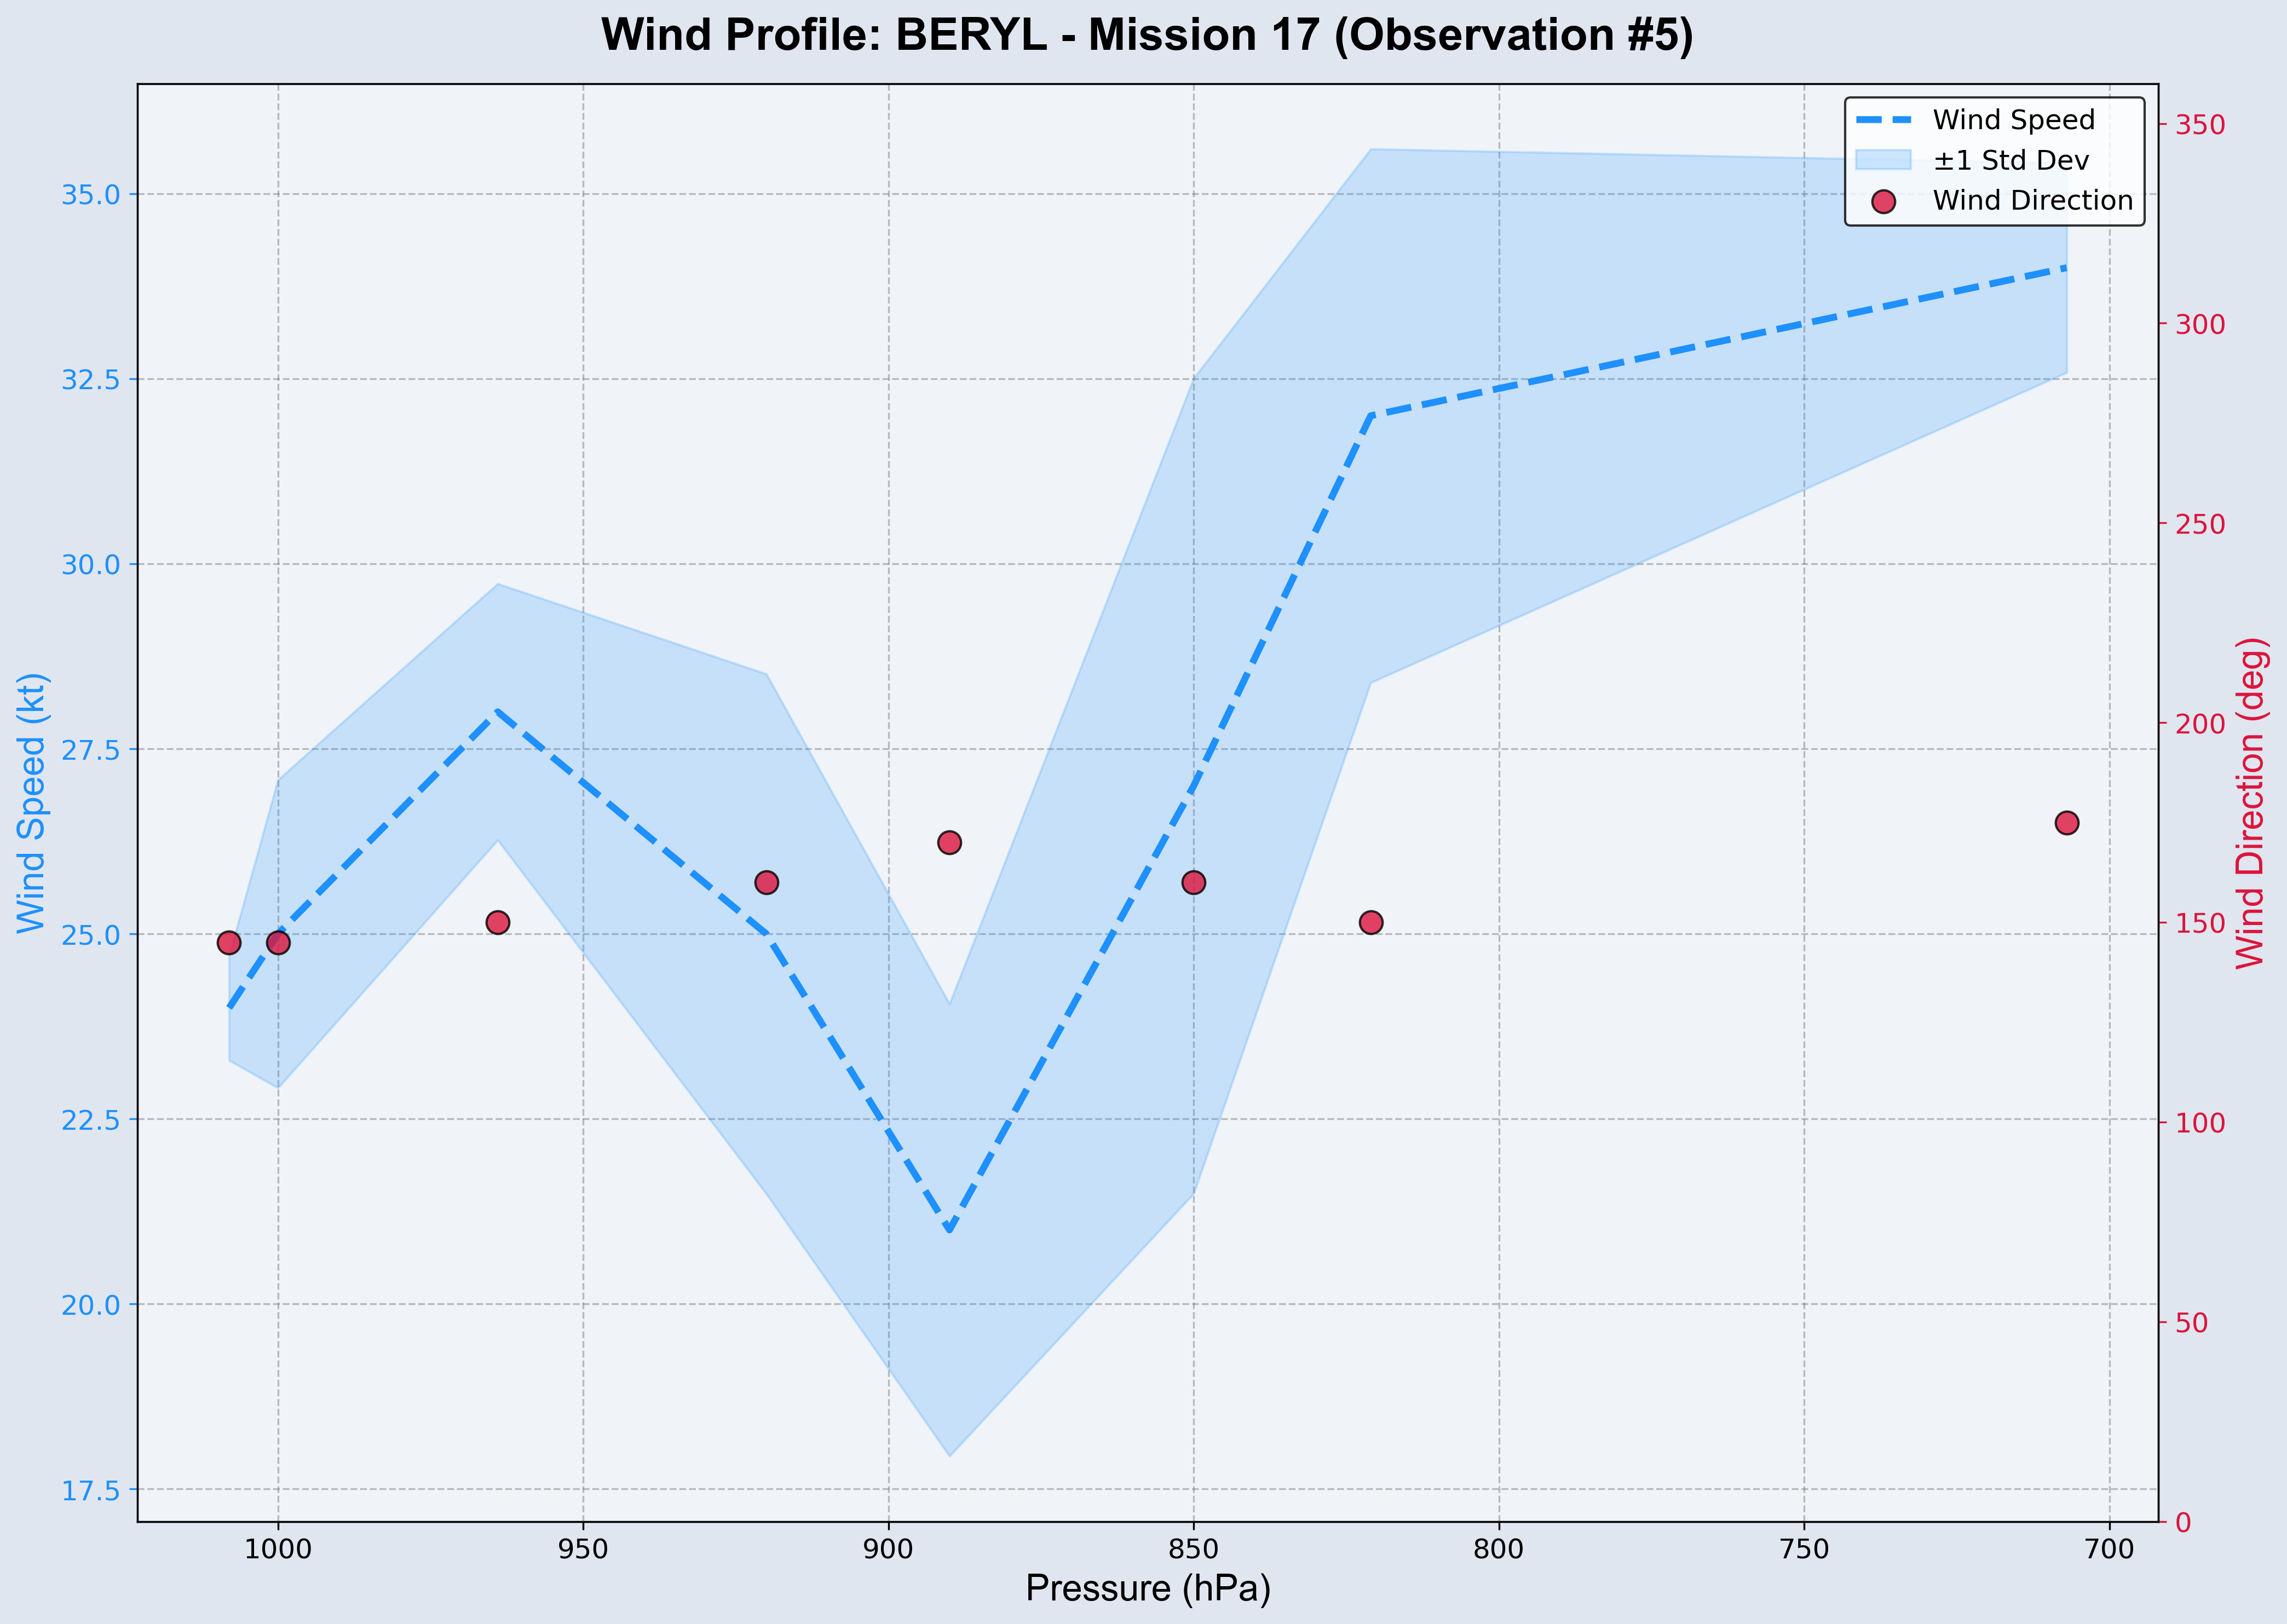 Wind Profile: BERYL - Mission 17 (Observation #5)
Wind Speed
±1 Std Dev
Wind Direction
Wind Speed (kt)
35.0
32.5
30.0
27.5
25.0
22.5
20.0
17.5
350
300
250
200
150
100
50
0
Wind Direction (deg)
1000 950 900 850 800 750 700
Pressure (hPa)